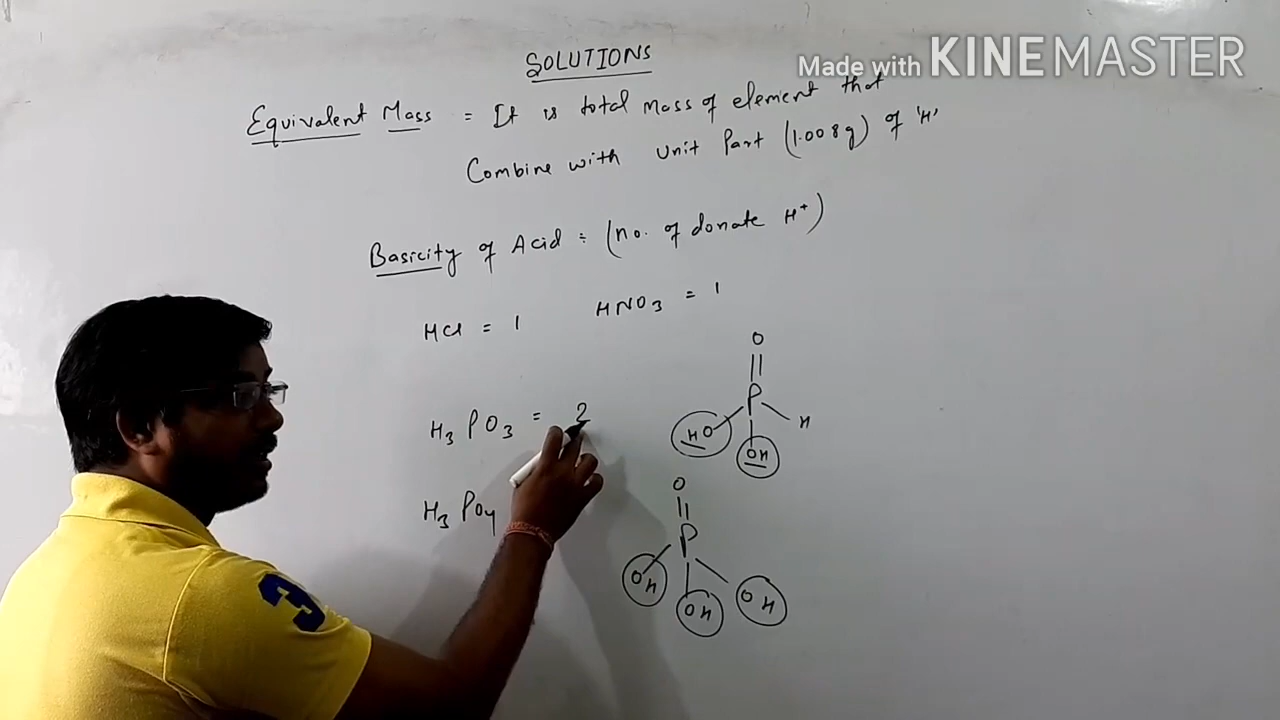 Made with KINEMASTER
SOLUTIONS
Equivalent Mass = It is total mass of element that
Combine with Unit Part (1.008g) of 'H'
Basicity of Acid = (no. of donate H+)
HCl = 1 HNO3 = 1
H3PO3 = 2
H3PO4
O
P
HO H
OH
O
P
OH OH OH
3